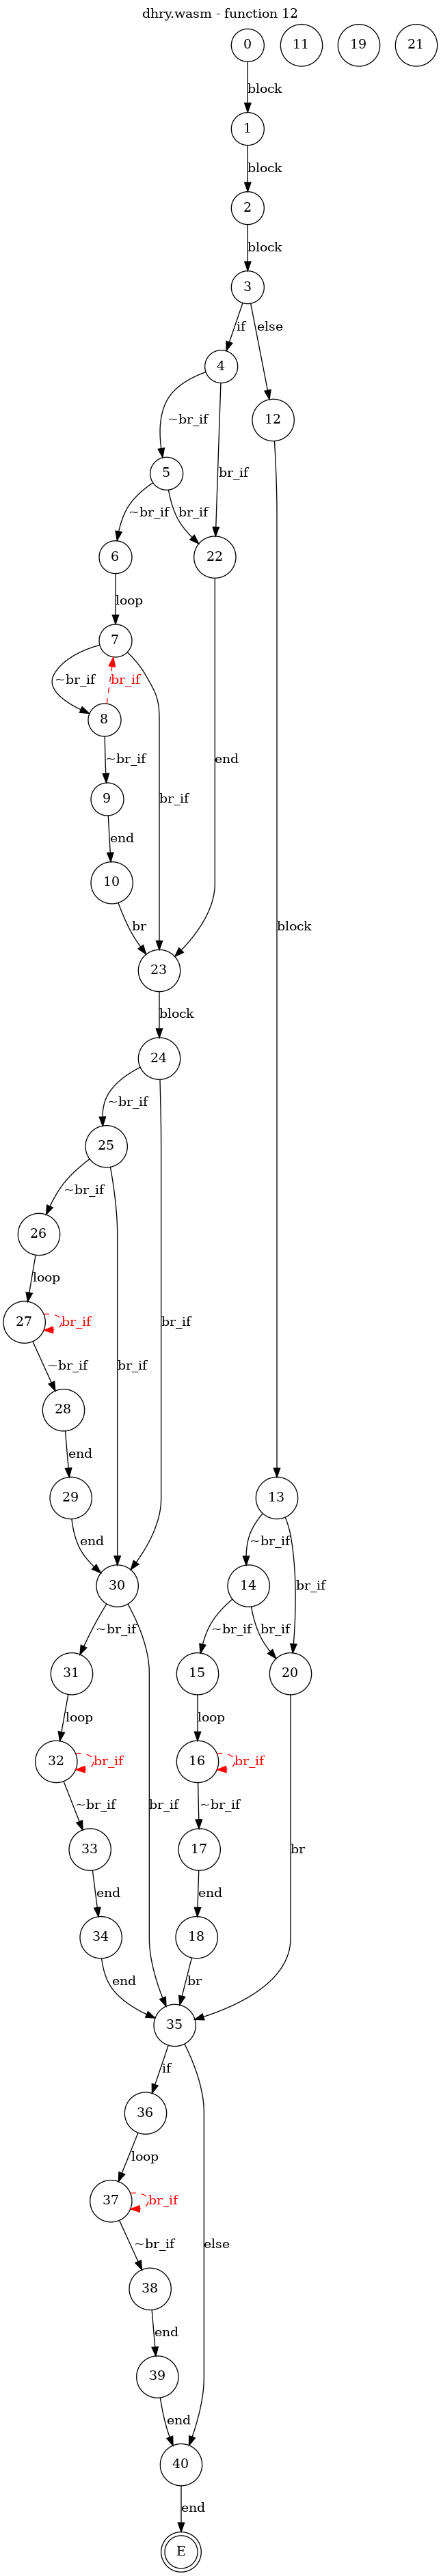 dhry.wasm - function 12
0 11 19 21
block
1
block
2
block
3
if else
4
12
~br_if
br_if
5
~br_if br_if
6 22
loop
7
~br_if br_if
8
~br_if br_if end
9
end
10
br block
23
block
24
~br_if
25
~br_if
26
loop
27 br_if br_if br_if
~br_if
28
end
29 13
end ~br_if br_if
30 14
~br_if ~br_if br_if
31 15 20
loop loop
32 br_if 16 br_if
~br_if br_if ~br_if br
33 17
end end
34 18
end br
35
if
36
loop
37 br_if
~br_if else
38
end
39
end
40
end
E